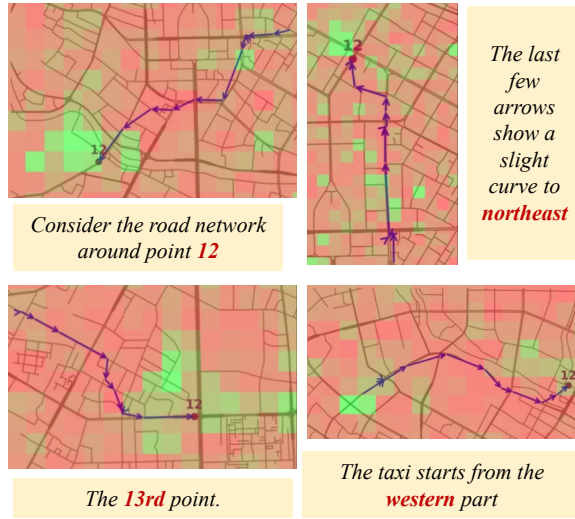 12
12
The last
few
arrows
show a
slight
curve to
northeast
12
Consider the road network
around point 12
12
12
The 13rd point.
The taxi starts from the
western part